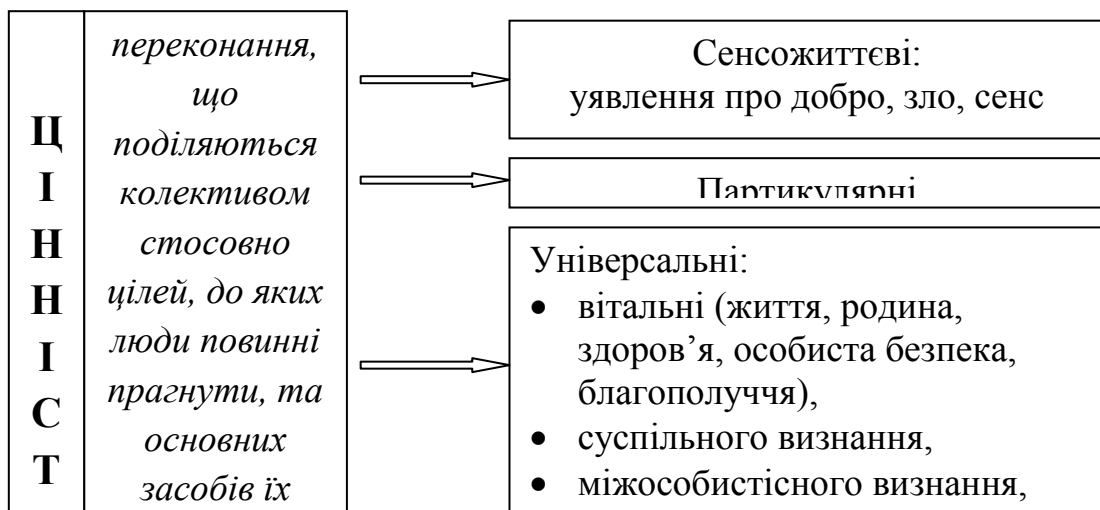 ЦІННІСТ
переконання,
що
поділяються
колективом
стосовно
цілей, до яких
люди повинні
прагнути, та
основних
засобів їх
Сенсожиттєві:
уявлення про добро, зло, сенс
Партикулярні
Універсальні:
• вітальні (життя, родина,
здоров’я, особиста безпека,
благополуччя),
• суспільного визнання,
• міжособистісного визнання,